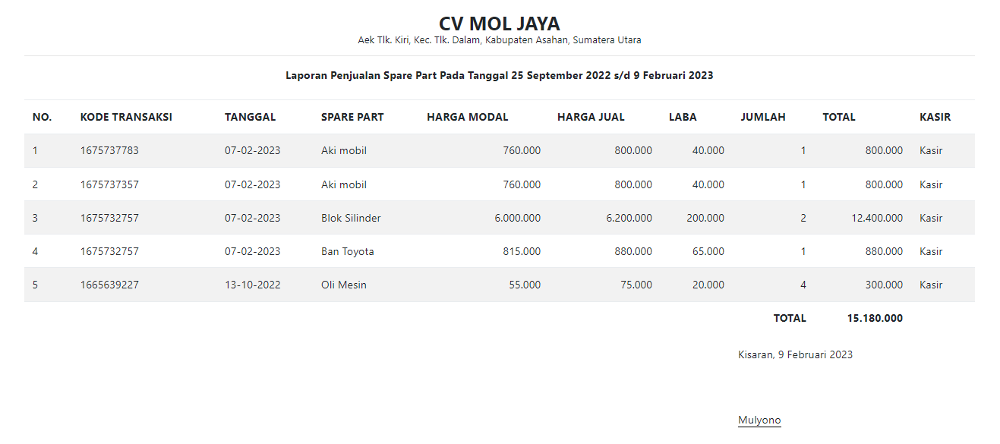 CV MOL JAYA
Aek Tlk. Kiri, Kec. Tlk. Dalam, Kabupaten Asahan, Sumatera Utara
Laporan Penjualan Spare Part Pada Tanggal 25 September 2022 s/d 9 Februari 2023
NO. KODE TRANSAKSI TANGGAL SPARE PART HARGA MODAL HARGA JUAL LABA JUMLAH TOTAL KASIR
1 1675737783 07-02-2023 Aki mobil 760.000 800.000 40.000 1 800.000 Kasir
2 1675737357 07-02-2023 Aki mobil 760.000 800.000 40.000 1 800.000 Kasir
3 1675732757 07-02-2023 Blok Silinder 6.000.000 6.200.000 200.000 2 12.400.000 Kasir
4 1675732757 07-02-2023 Ban Toyota 815.000 880.000 65.000 1 880.000 Kasir
5 1665639227 13-10-2022 Oli Mesin 55.000 75.000 20.000 4 300.000 Kasir
TOTAL 15.180.000
Kisaran, 9 Februari 2023
Mulyono